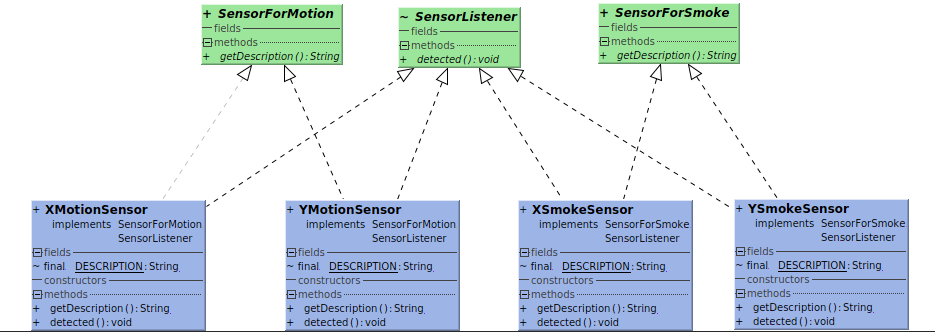 + SensorForMotion
fields
methods
+ getDescription(): String
~ SensorListener
fields
methods
+ detected(): void
+ SensorForSmoke
fields
methods
+ getDescription(): String
+ XMotionSensor
implements SensorForMotion
SensorListener
fields
~ final DESCRIPTION: String
constructors
methods
+ getDescription(): String
+ detected(): void
+ YMotionSensor
implements SensorForMotion
SensorListener
fields
~ final DESCRIPTION: String
constructors
methods
+ getDescription(): String
+ detected(): void
+ XSmokeSensor
implements SensorForSmoke
SensorListener
fields
~ final DESCRIPTION: String
constructors
methods
+ getDescription(): String
+ detected(): void
+ YSmokeSensor
implements SensorForSmoke
SensorListener
fields
~ final DESCRIPTION: String
constructors
methods
+ getDescription(): String
+ detected(): void